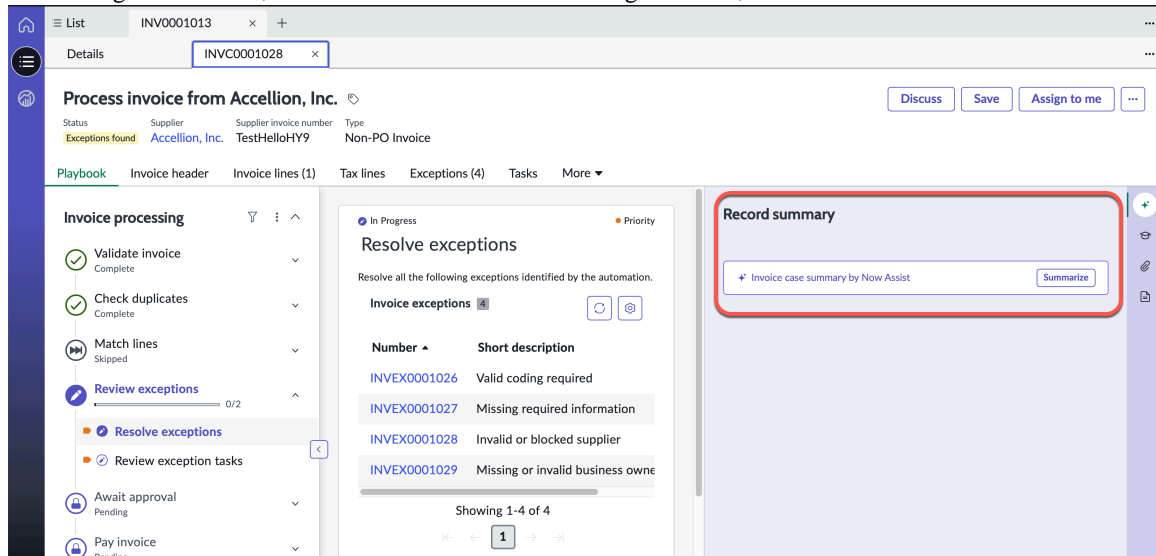 List
INV0001013
Details
INVC0001028
Process invoice from Accellion, Inc.
Discuss
Save
Assign to me
Status
Supplier
Supplier invoice number
Type
Exceptions found
Accellion, Inc.
TestHelloHY9
Non-PO Invoice
Playbook
Invoice header
Invoice lines (1)
Tax lines
Exceptions (4)
Tasks
More
Invoice processing
Validate invoice
Complete
Check duplicates
Complete
Match lines
Skipped
Review exceptions
0/2
Resolve exceptions
Review exception tasks
Await approval
Pending
Pay invoice
In Progress
Priority
Resolve exceptions
Resolve all the following exceptions identified by the automation.
Invoice exceptions 4
Number Short description
INVEX0001026 Valid coding required
INVEX0001027 Missing required information
INVEX0001028 Invalid or blocked supplier
INVEX0001029 Missing or invalid business owne
Showing 1-4 of 4
1
Record summary
Invoice case summary by Now Assist
Summarize